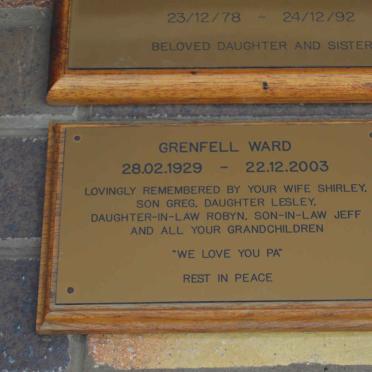 23/12/78 - 24/12/92
BELOVED DAUGHTER AND SISTER
GRENFELL WARD
28.02.1929 - 22.12.2003
LOVINGLY REMEMBERED BY YOUR WIFE SHIRLEY,
SON GREG, DAUGHTER LESLEY,
DAUGHTER-IN-LAW ROBYN, SON-IN-LAW JEFF
AND ALL YOUR GRANDCHILDREN
"WE LOVE YOU PA"
REST IN PEACE